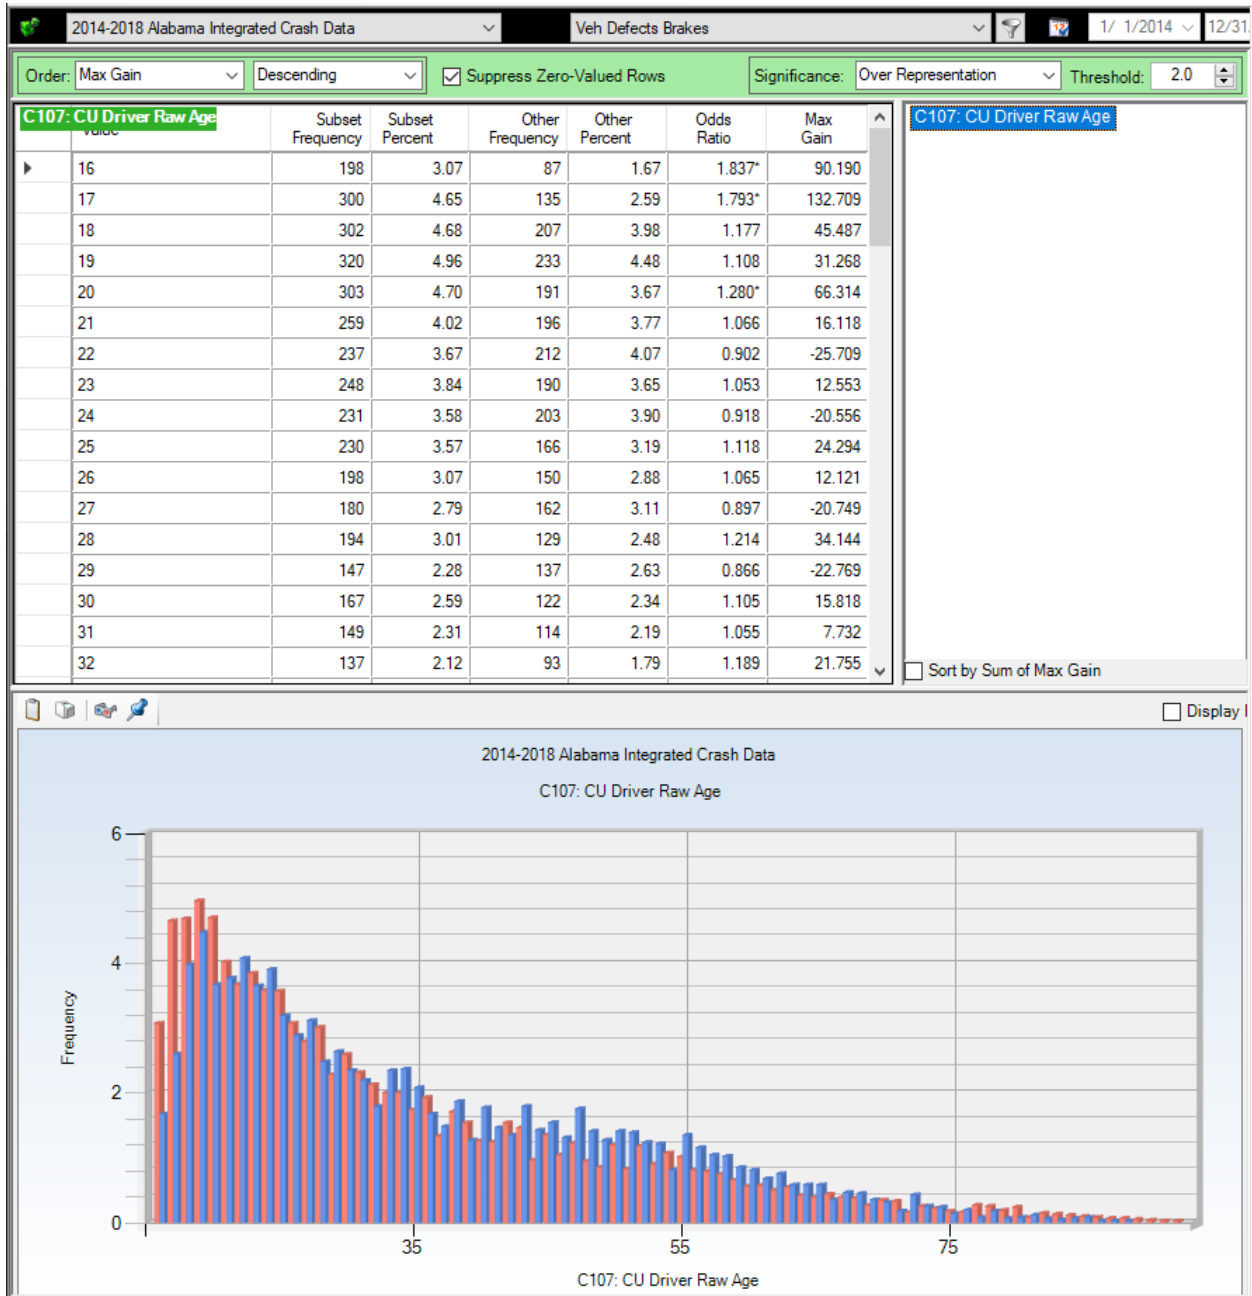 2014-2018 Alabama Integrated Crash Data Veh Defects Brakes 1/ 1/2014 12/31.
Order: Max Gain Descending Suppress Zero-Valued Rows Significance: Over Representation Threshold: 2.0
C107: CU Driver Raw Age Subset Frequency Subset Percent Other Frequency Other Percent Odds Ratio Max Gain
16 198 3.07 87 1.67 1.837* 90.190
17 300 4.65 135 2.59 1.793* 132.709
18 302 4.68 207 3.98 1.177 45.487
19 320 4.96 233 4.48 1.108 31.268
20 303 4.70 191 3.67 1.280* 66.314
21 259 4.02 196 3.77 1.066 16.118
22 237 3.67 212 4.07 0.902 -25.709
23 248 3.84 190 3.65 1.053 12.553
24 231 3.58 203 3.90 0.918 -20.556
25 230 3.57 166 3.19 1.118 24.294
26 198 3.07 150 2.88 1.065 12.121
27 180 2.79 162 3.11 0.897 -20.749
28 194 3.01 129 2.48 1.214 34.144
29 147 2.28 137 2.63 0.866 -22.769
30 167 2.59 122 2.34 1.105 15.818
31 149 2.31 114 2.19 1.055 7.732
32 137 2.12 93 1.79 1.189 21.755
C107: CU Driver Raw Age
Sort by Sum of Max Gain
Display
2014-2018 Alabama Integrated Crash Data
C107: CU Driver Raw Age
6
4
2
0
Frequency
35 55 75
C107: CU Driver Raw Age